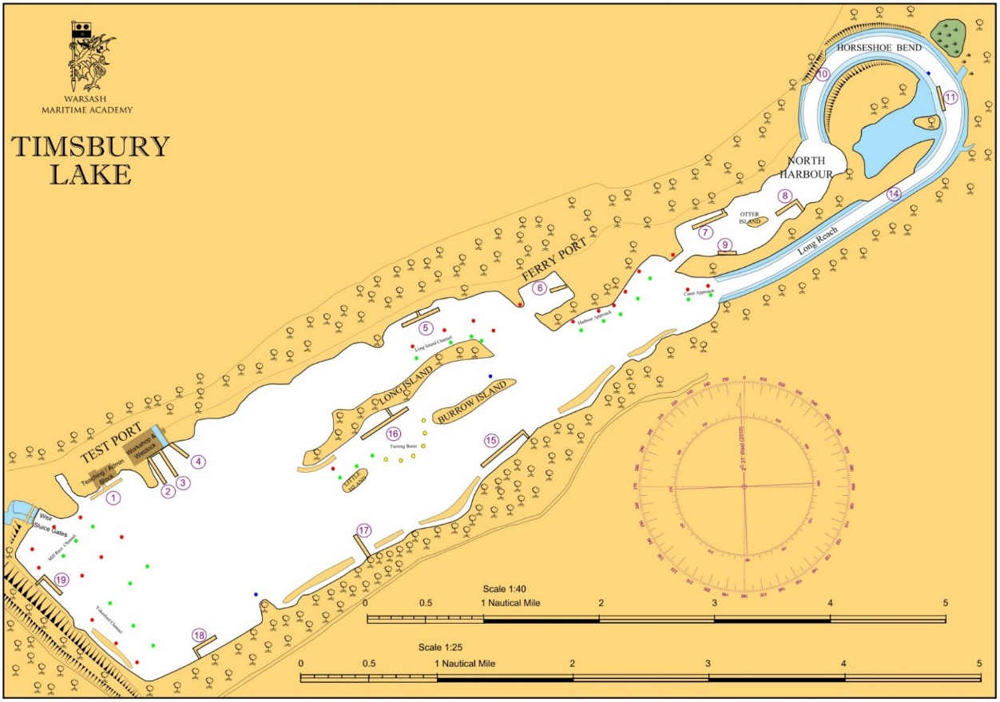 WARSASH
MARITIME ACADEMY
TIMSBURY
LAKE
HORSESHOE BEND
10
11
NORTH
HARBOUR
14
8
OTTER
ISLAND
7
9
Long Reach
FERRY PORT
6
Canal Approach
Harbour Approach
5
Long Island Channel
LONG ISLAND
BURROW ISLAND
16
Turning Basin
15
LITTLE
ISLAND
TEST PORT
Workshop &
Wetdock
Teaching / Admin
Block
4
3
2
1
Weir
Sluice Gates
Mill Race Channel
17
19
18
2° 31' West (2010)
Scale 1:40
0 0.5 1 Nautical Mile 2 3 4 5
Scale 1:25
0 0.5 1 Nautical Mile 2 3 4 5